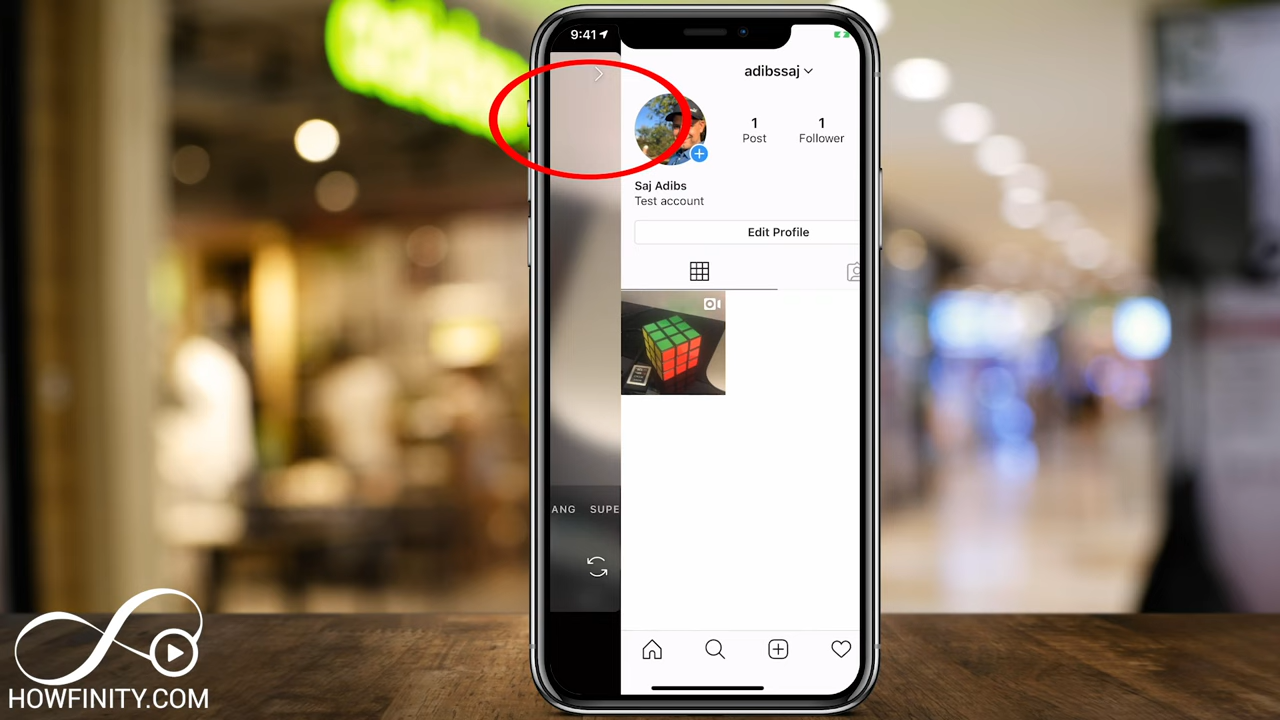 9:41
adibssaj
1
Post
1
Follower
Saj Adibs
Test account
Edit Profile
ANG SUPE
HOWFINITY.COM